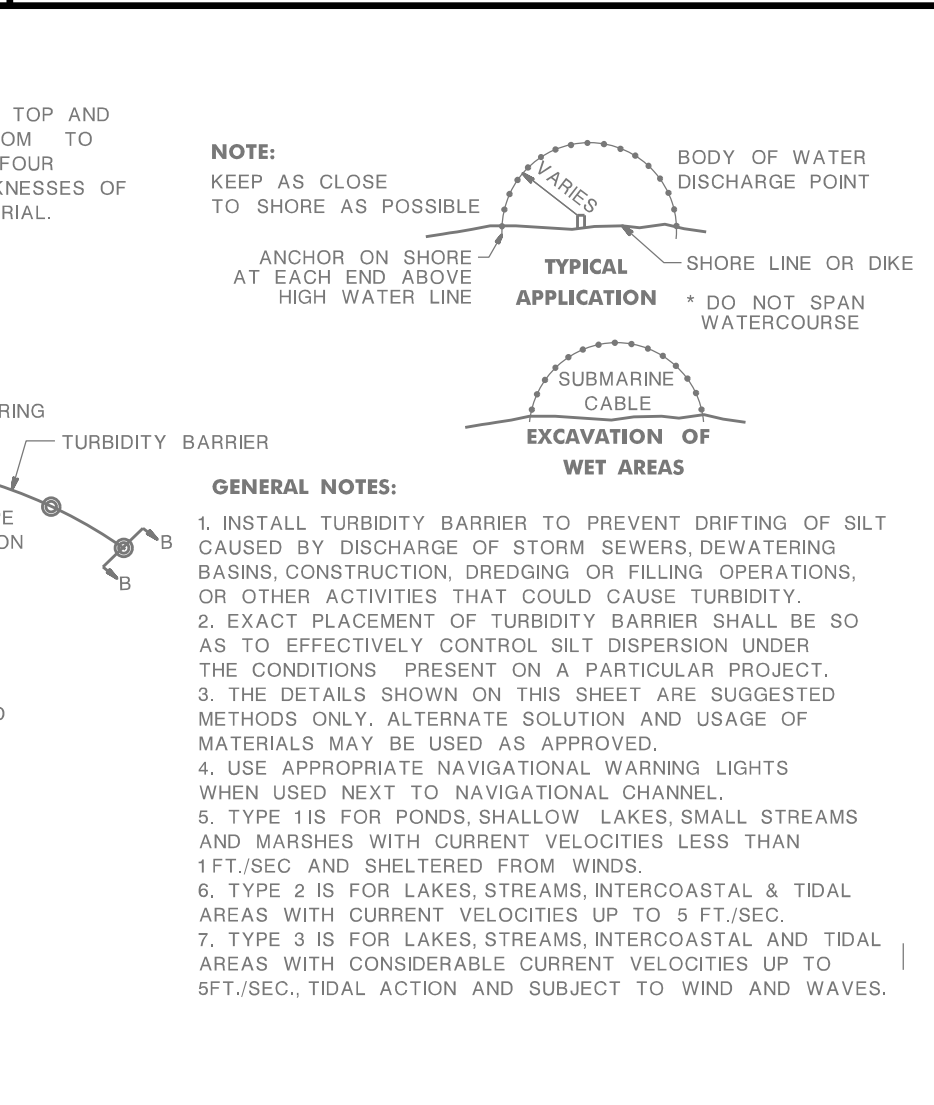 TOP AND
TO
FOUR
OF
NOTE:
KEEP AS CLOSE
TO SHORE AS POSSIBLE
VARIES
BODY OF WATER
DISCHARGE POINT
ANCHOR ON SHORE
AT EACH END ABOVE
HIGH WATER LINE
TYPICAL
APPLICATION
SHORE LINE OR DIKE
* DO NOT SPAN
WATERCOURSE
SUBMARINE
CABLE
EXCAVATION OF
WET AREAS
TURBIDITY BARRIER
B
B
GENERAL NOTES:
1. INSTALL TURBIDITY BARRIER TO PREVENT DRIFTING OF SILT
CAUSED BY DISCHARGE OF STORM SEWERS, DEWATERING
BASINS, CONSTRUCTION, DREDGING OR FILLING OPERATIONS,
OR OTHER ACTIVITIES THAT COULD CAUSE TURBIDITY.
2. EXACT PLACEMENT OF TURBIDITY BARRIER SHALL BE SO
AS TO EFFECTIVELY CONTROL SILT DISPERSION UNDER
THE CONDITIONS PRESENT ON A PARTICULAR PROJECT.
3. THE DETAILS SHOWN ON THIS SHEET ARE SUGGESTED
METHODS ONLY. ALTERNATE SOLUTION AND USAGE OF
MATERIALS MAY BE USED AS APPROVED.
4. USE APPROPRIATE NAVIGATIONAL WARNING LIGHTS
WHEN USED NEXT TO NAVIGATIONAL CHANNEL.
5. TYPE 1 IS FOR PONDS, SHALLOW LAKES, SMALL STREAMS
AND MARSHES WITH CURRENT VELOCITIES LESS THAN
1 FT./SEC AND SHELTERED FROM WINDS.
6. TYPE 2 IS FOR LAKES, STREAMS, INTERCOASTAL & TIDAL
AREAS WITH CURRENT VELOCITIES UP TO 5 FT./SEC.
7. TYPE 3 IS FOR LAKES, STREAMS, INTERCOASTAL AND TIDAL
AREAS WITH CONSIDERABLE CURRENT VELOCITIES UP TO
5FT./SEC., TIDAL ACTION AND SUBJECT TO WIND AND WAVES.